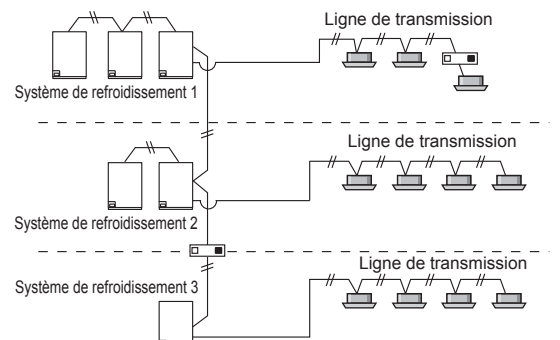 Ligne de transmission
Système de refroidissement 1
Ligne de transmission
Système de refroidissement 2
Ligne de transmission
Système de refroidissement 3